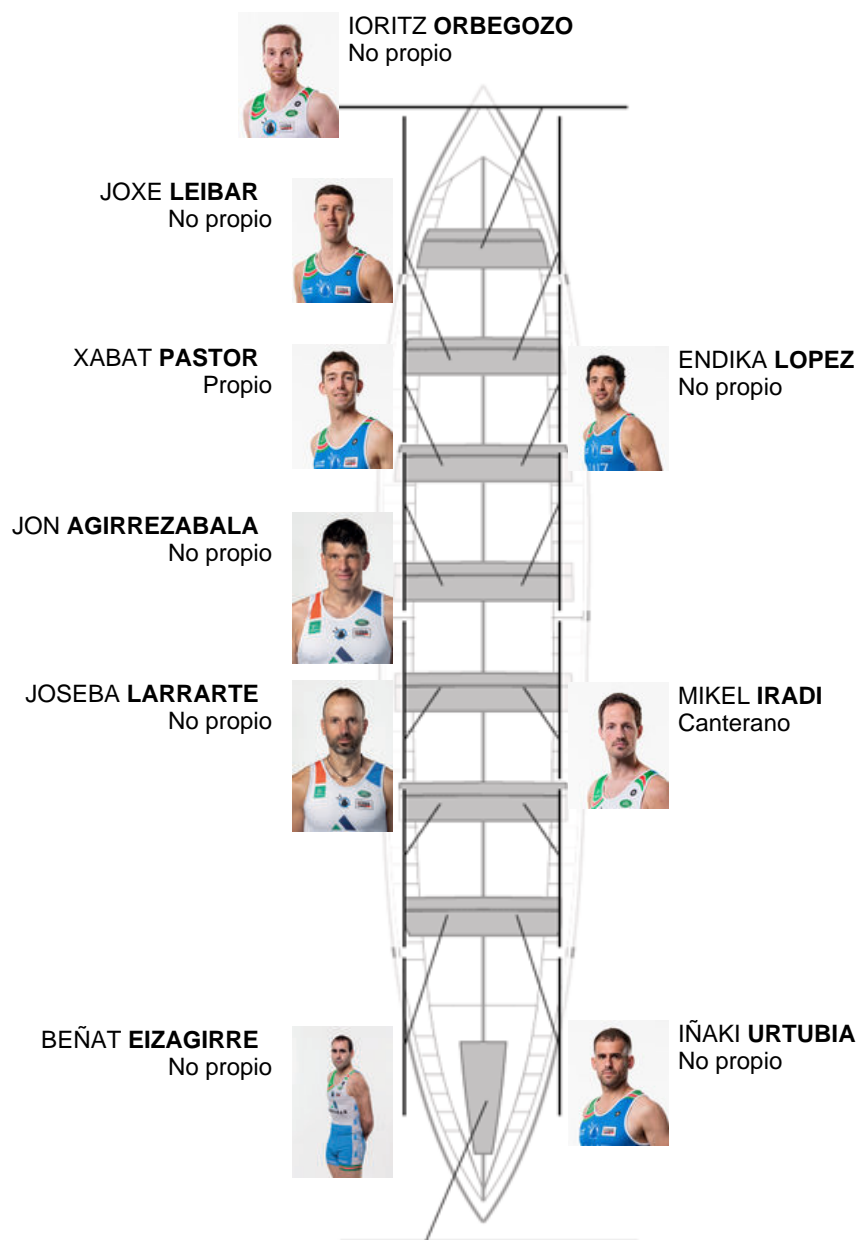 IORITZ ORBEGOZO
No propio
JOXE LEIBAR
No propio
XABAT PASTOR
Propio
ENDIKA LOPEZ
No propio
JON AGIRREZABALA
No propio
JOSEBA LARRARTE
No propio
MIKEL IRADI
Canterano
BEÑAT EIZAGIRRE
No propio
IÑAKI URTUBIA
No propio